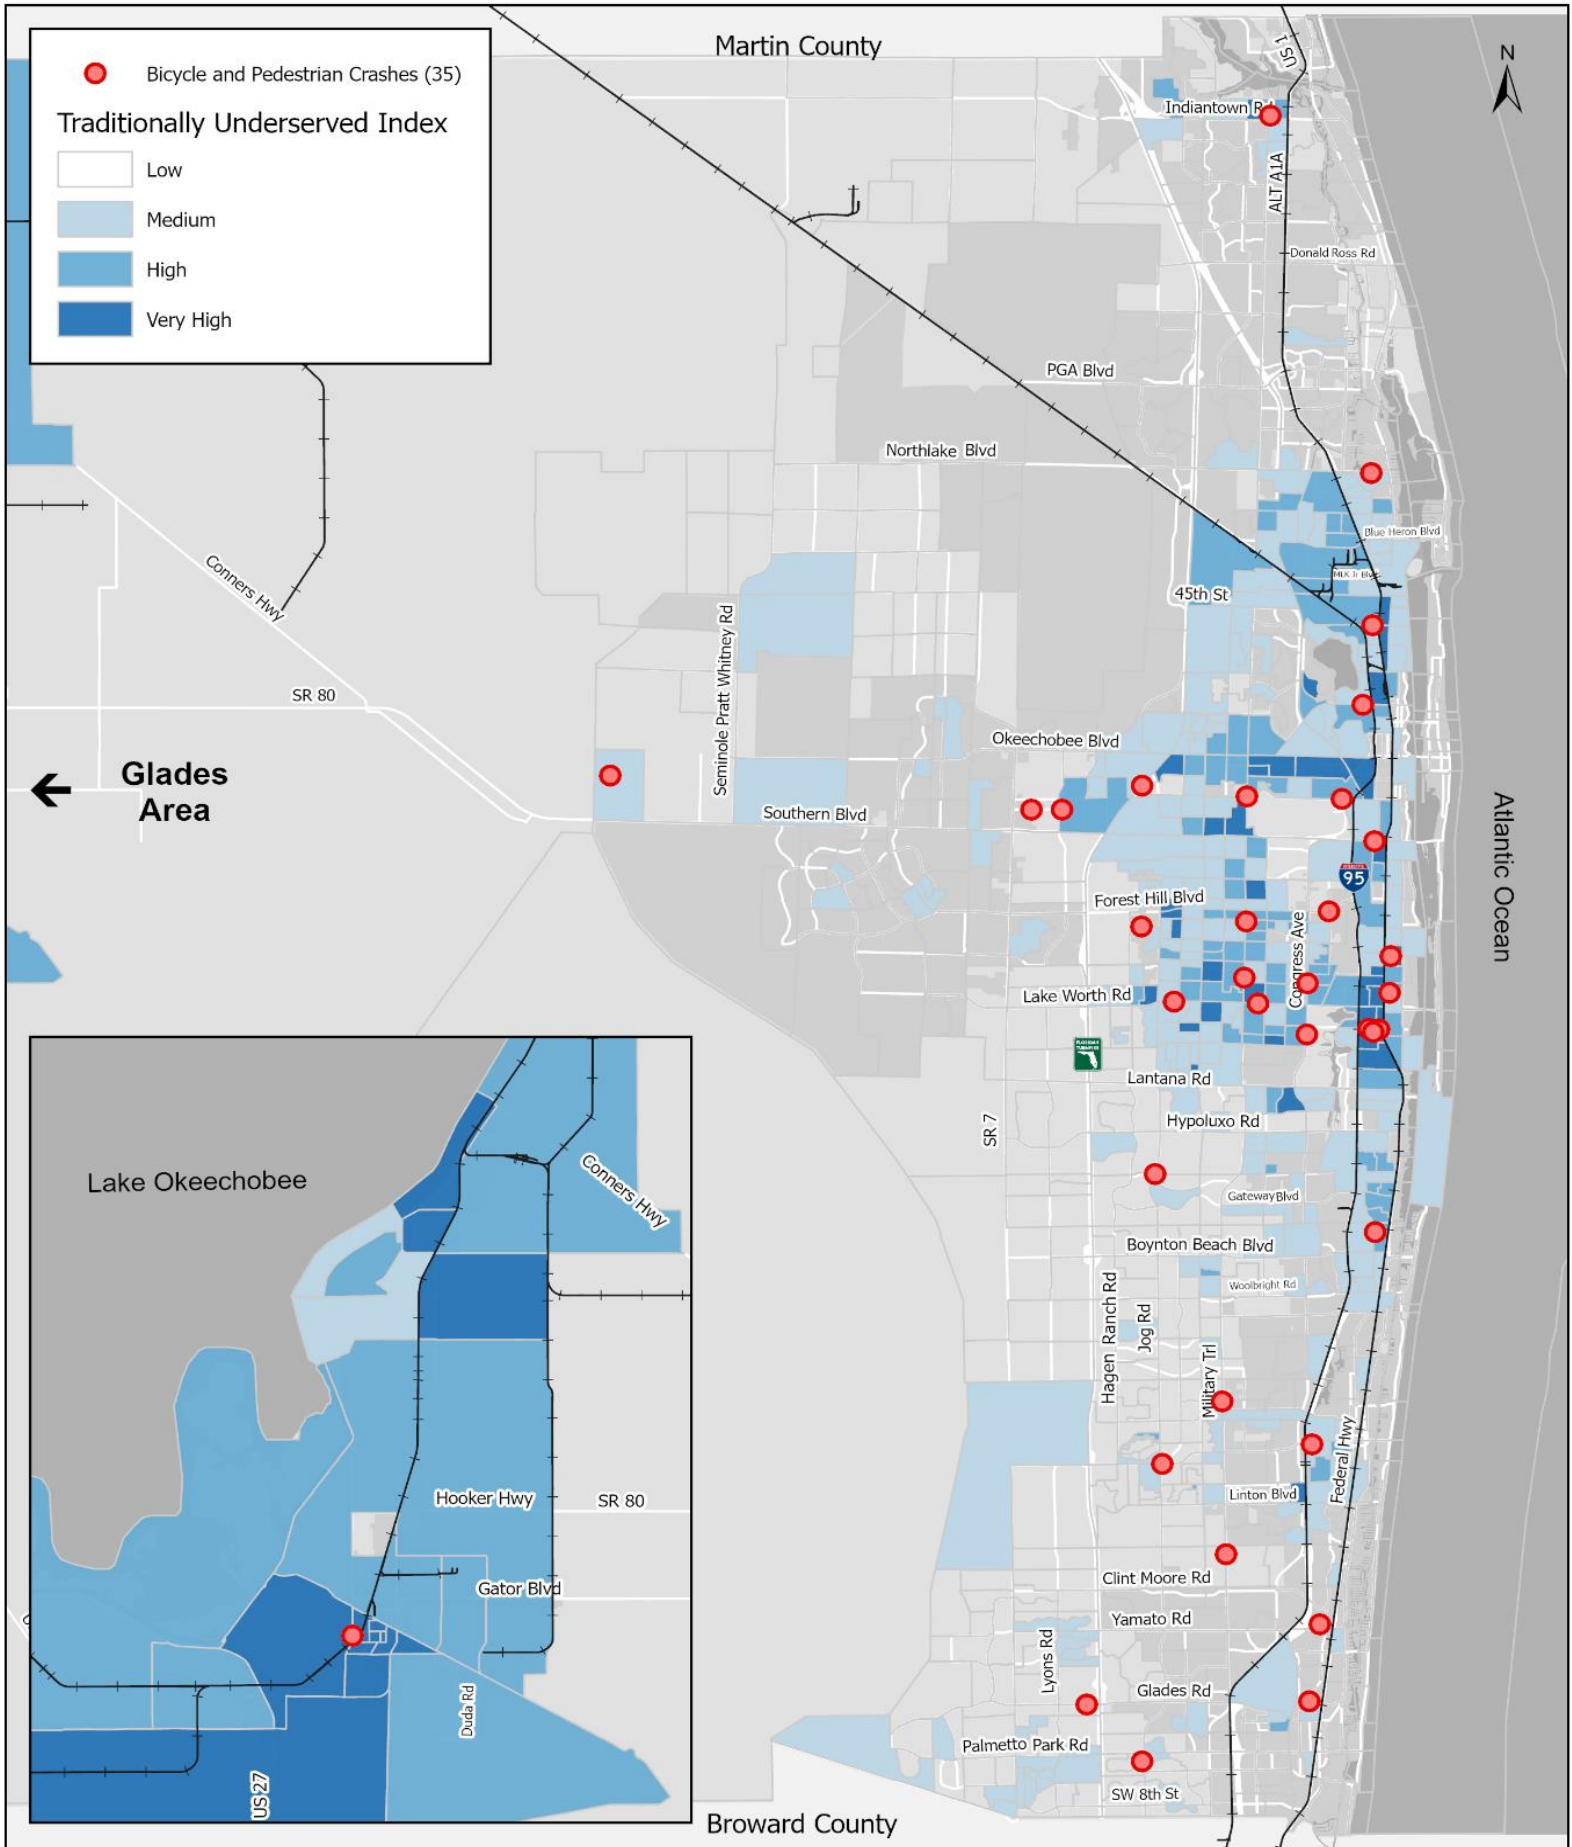 Martin County
N
US 1
Bicycle and Pedestrian Crashes (35)
Traditionally Underserved Index
Low
Medium
High
Very High
Indiantown Rd
ALT A1A
Donald Ross Rd
PGA Blvd
Northlake Blvd
Blue Heron Blvd
MLK Jr Blvd
45th St
Conners Hwy
Seminole Pratt Whitney Rd
SR 80
Okeechobee Blvd
Glades
Area
Southern Blvd
Atlantic Ocean
95
Forest Hill Blvd
Congress Ave
Lake Worth Rd
Lantana Rd
SR 7
Hypoluxo Rd
Gateway Blvd
Boynton Beach Blvd
Woolbright Rd
Hagen Ranch Rd
Jog Rd
Military Trl
Federal Hwy
Linton Blvd
Clint Moore Rd
Yamato Rd
Lyons Rd
Glades Rd
Palmetto Park Rd
SW 8th St
Broward County
Lake Okeechobee
Conners Hwy
Hooker Hwy
SR 80
Gator Blvd
Duda Rd
US 27